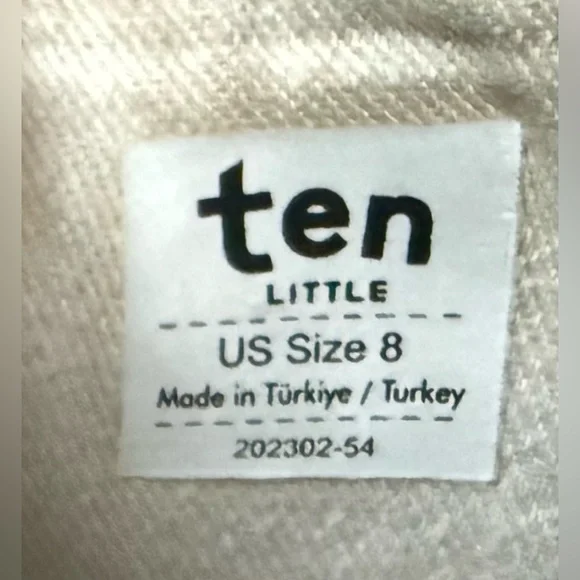 ten
LITTLE
US Size 8
Made in Türkiye / Turkey
202302-54